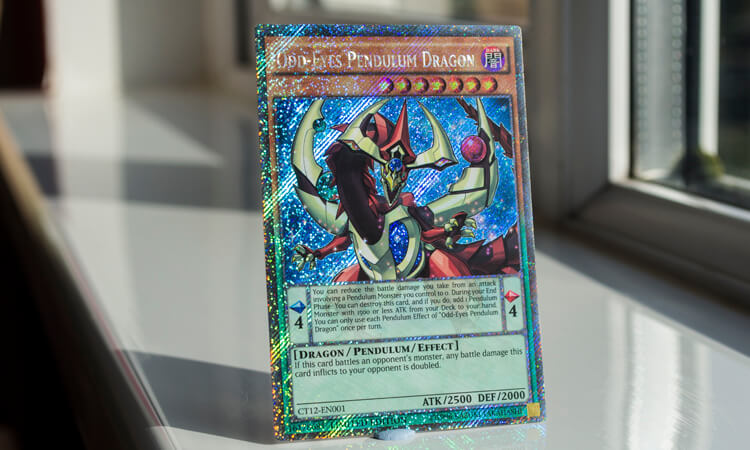 ODD-EYES PENDULUM DRAGON
DARK
闇
You can reduce the battle damage you take from an attack
involving a Pendulum Monster you control to 0. During your End
Phase: You can destroy this card, and if you do, add 1 Pendulum
Monster with 1500 or less ATK from your Deck to your hand.
You can only use each Pendulum Effect of "Odd-Eyes Pendulum
Dragon" once per turn.
4
4
[DRAGON / PENDULUM / EFFECT]
If this card battles an opponent's monster, any battle damage this
card inflicts to your opponent is doubled.
ATK/2500 DEF/2000
CT12-EN001
LIMITED EDITION
KAZUKI TAKAHASHI